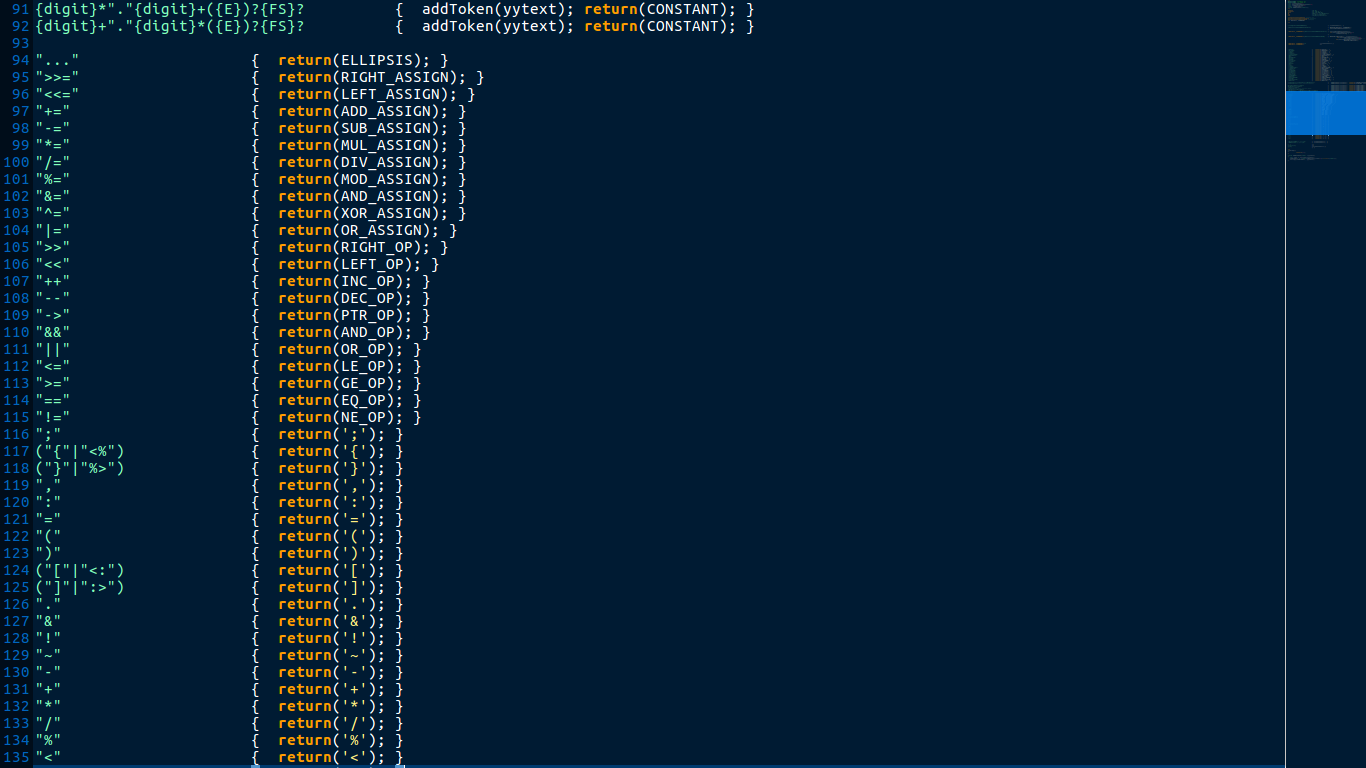 91 {digit}*"."{digit}+({E})?{FS}?          {  addToken(yytext); return(CONSTANT); }
92 {digit}+"."{digit}*({E})?{FS}?          {  addToken(yytext); return(CONSTANT); }
93
94 "..."                   {  return(ELLIPSIS); }
95 ">>="                   {  return(RIGHT_ASSIGN); }
96 "<<="                   {  return(LEFT_ASSIGN); }
97 "+="                    {  return(ADD_ASSIGN); }
98 "-="                    {  return(SUB_ASSIGN); }
99 "*="                    {  return(MUL_ASSIGN); }
100 "/="                    {  return(DIV_ASSIGN); }
101 "%="                    {  return(MOD_ASSIGN); }
102 "&="                    {  return(AND_ASSIGN); }
103 "^="                    {  return(XOR_ASSIGN); }
104 "|="                    {  return(OR_ASSIGN); }
105 ">>"                    {  return(RIGHT_OP); }
106 "<<"                    {  return(LEFT_OP); }
107 "++"                    {  return(INC_OP); }
108 "--"                    {  return(DEC_OP); }
109 "->"                    {  return(PTR_OP); }
110 "&&"                    {  return(AND_OP); }
111 "||"                    {  return(OR_OP); }
112 "<="                    {  return(LE_OP); }
113 ">="                    {  return(GE_OP); }
114 "=="                    {  return(EQ_OP); }
115 "!="                    {  return(NE_OP); }
116 ";"                     {  return(';'); }
117 ("{"|"<%")              {  return('{'); }
118 ("}"|"%>")              {  return('}'); }
119 ","                     {  return(','); }
120 ":"                     {  return(':'); }
121 "="                     {  return('='); }
122 "("                     {  return('('); }
123 ")"                     {  return(')'); }
124 ("["|"<:")              {  return('['); }
125 ("]"|":>")              {  return(']'); }
126 "."                     {  return('.'); }
127 "&"                     {  return('&'); }
128 "!"                     {  return('!'); }
129 "~"                     {  return('~'); }
130 "-"                     {  return('-'); }
131 "+"                     {  return('+'); }
132 "*"                     {  return('*'); }
133 "/"                     {  return('/'); }
134 "%"                     {  return('%'); }
135 "<"                     {  return('<'); }